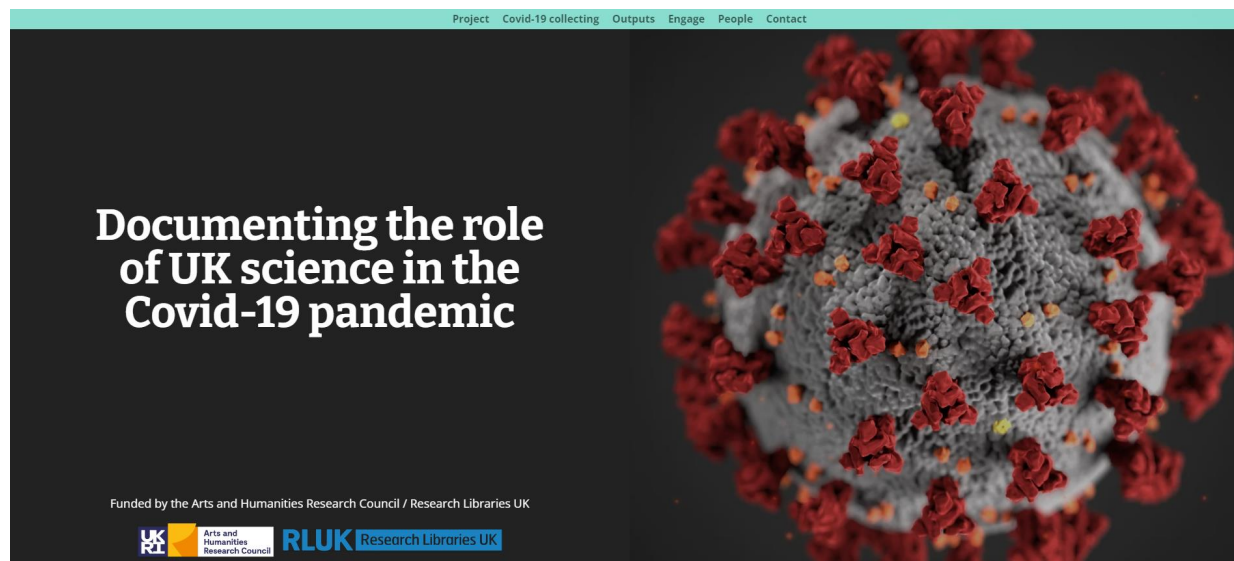 Project Covid-19 collecting Outputs Engage People Contact
Documenting the role
of UK science in the
Covid-19 pandemic
Funded by the Arts and Humanities Research Council / Research Libraries UK
UK
RI
Arts and
Humanities
Research Council
RLUK Research Libraries UK